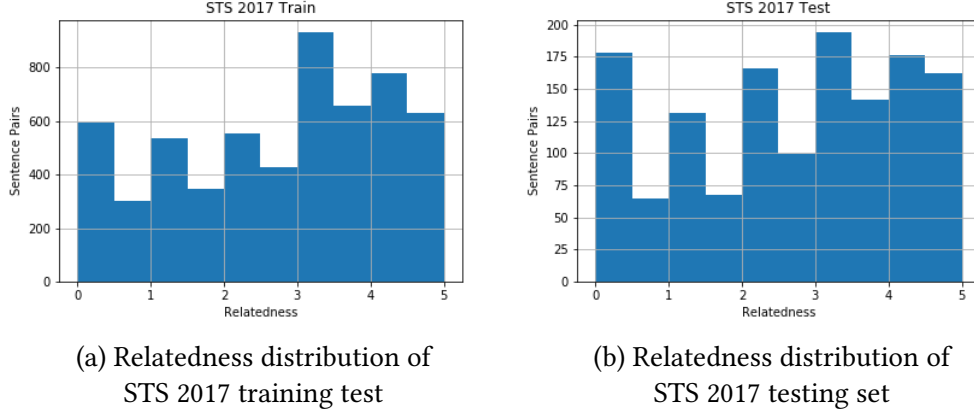 STS 2017 Train
Sentence Pairs
800
600
400
200
0
0 1 2 3 4 5
Relatedness
(a) Relatedness distribution of
STS 2017 training test
STS 2017 Test
Sentence Pairs
200
175
150
125
100
75
50
25
0
0 1 2 3 4 5
Relatedness
(b) Relatedness distribution of
STS 2017 testing set